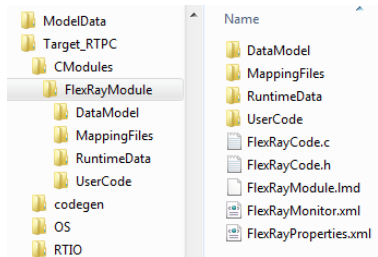 ModelData
Target_RTPC
CModules
FlexRayModule
DataModel
MappingFiles
RuntimeData
UserCode
codegen
OS
RTIO
Name
DataModel
MappingFiles
RuntimeData
UserCode
FlexRayCode.c
FlexRayCode.h
FlexRayModule.lmd
FlexRayMonitor.xml
FlexRayProperties.xml